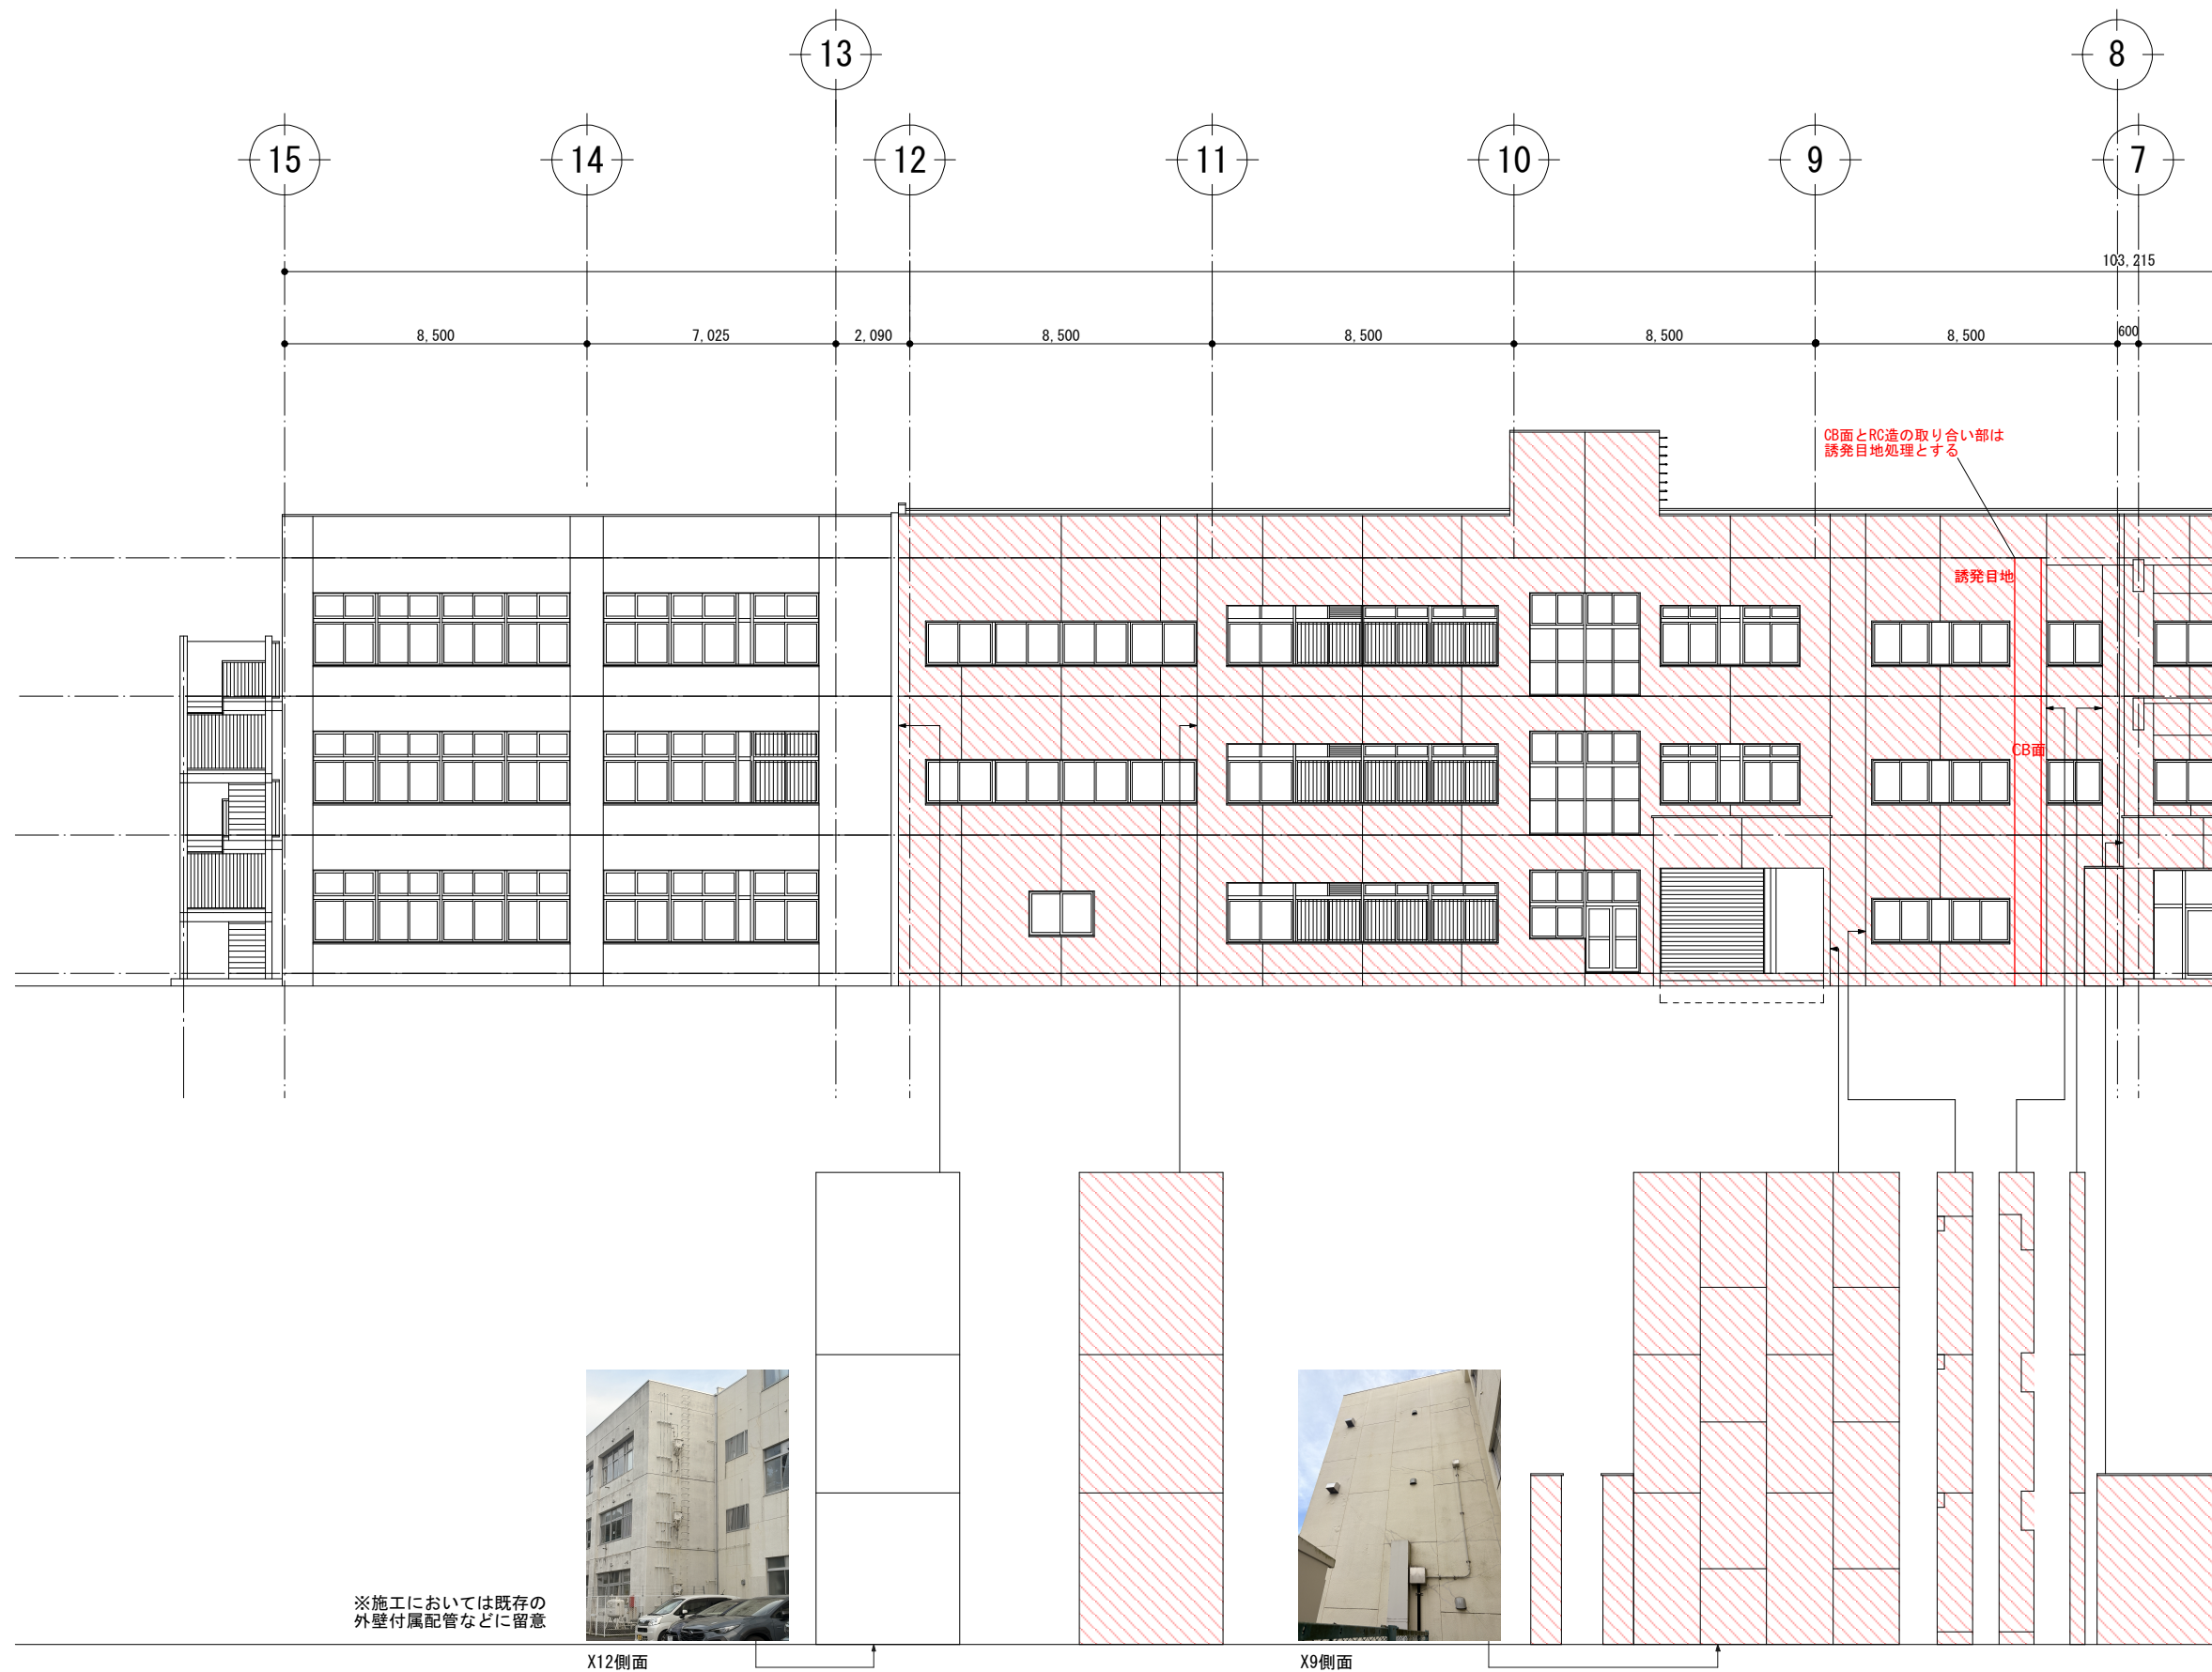 13
8
15
14
12
11
10
9
7
103,215
8,500
7,025
2,090
8,500
8,500
8,500
8,500
600
CB面とRC造の取り合い部は
誘発目地処理とする
誘発目地
CB面
※施工においては既存の
外壁付属配管などに留意
X12側面
X9側面